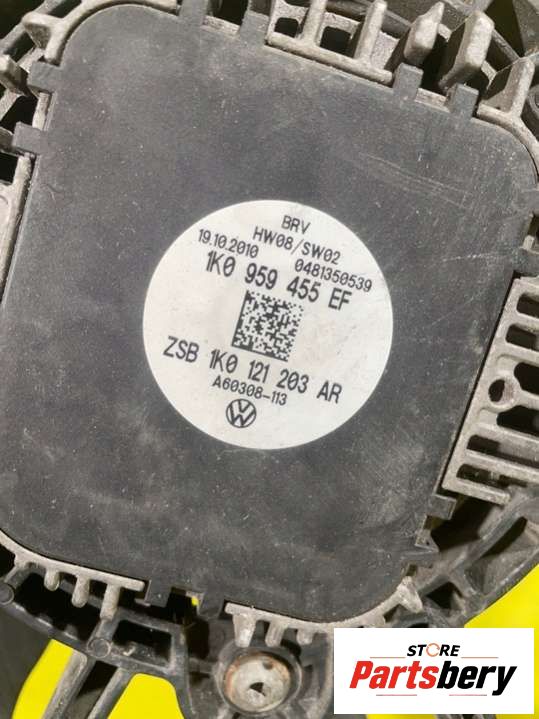 BRV
HW08/SW02
19.10.2010 0481350539
1K0 959 455 EF
ZSB 1K0 121 203 AR
A60308-113
STORE
Partsbery